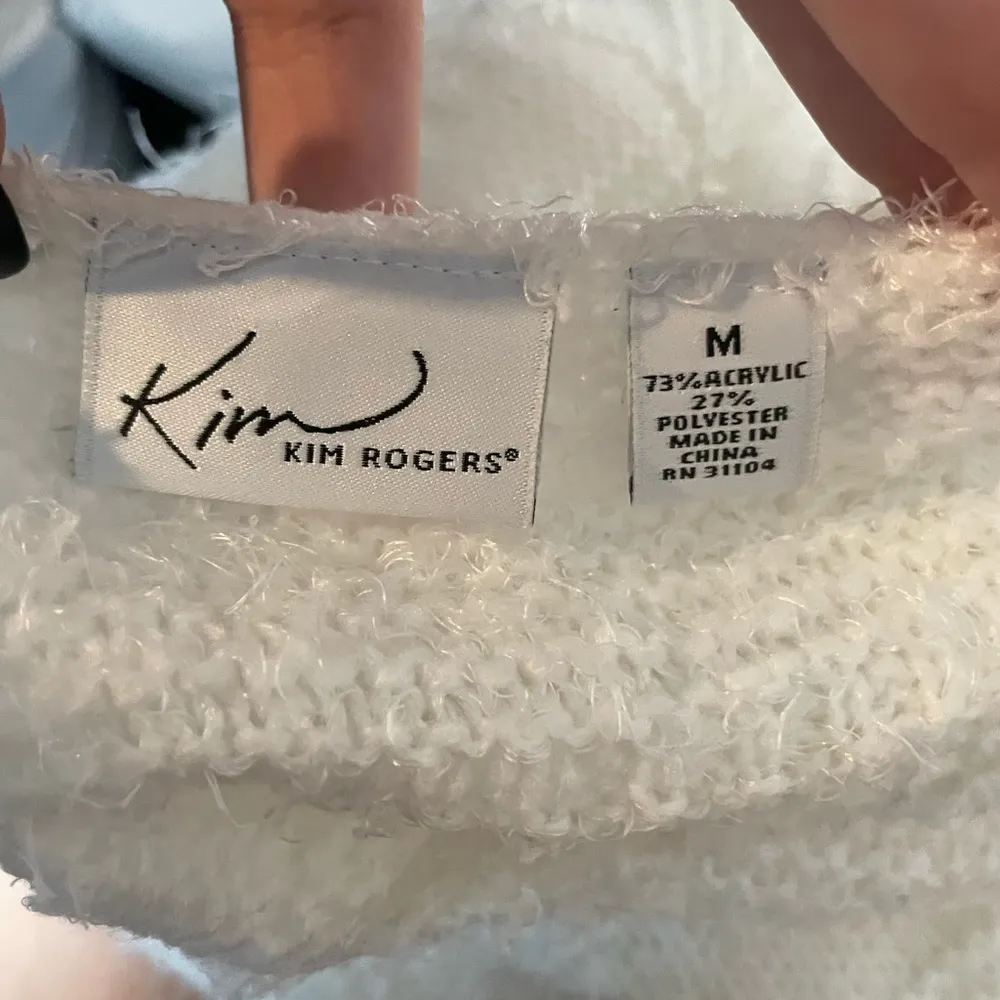 Kim
KIM ROGERS®
M
73% ACRYLIC
27%
POLYESTER
MADE IN
CHINA
RN 31104